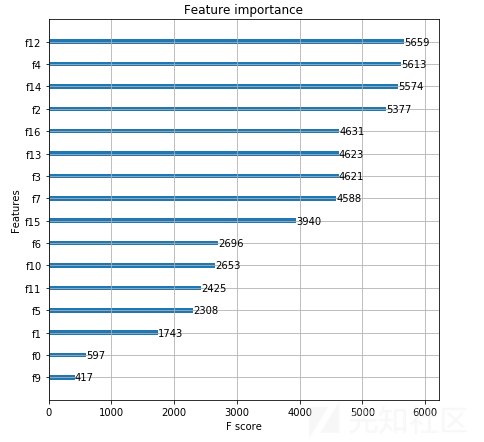 Feature importance
f12 5659
f4 5613
f14 5574
f2 5377
f16 4631
f13 4623
f3 4621
f7 4588
f15 3940
f6 2696
f10 2653
f11 2425
f5 2308
f1 1743
f0 597
f9 417
Features
0 1000 2000 3000 4000 5000 6000
F score
先知社区